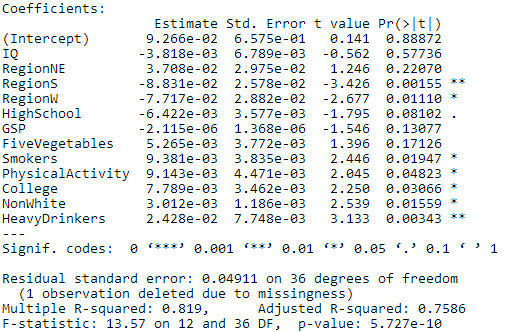 Coefficients:
Estimate Std. Error t value Pr(>|t|)
(Intercept) 9.266e-02 6.575e-01 0.141 0.88872
IQ -3.818e-03 6.789e-03 -0.562 0.57736
RegionNE 3.708e-02 2.975e-02 1.246 0.22070
RegionS -8.831e-02 2.578e-02 -3.426 0.00155 **
RegionW -7.717e-02 2.882e-02 -2.677 0.01110 *
HighSchool -6.422e-03 3.577e-03 -1.795 0.08102 .
GSP -2.115e-06 1.368e-06 -1.546 0.13077
FiveVegetables 5.265e-03 3.772e-03 1.396 0.17126
Smokers 9.381e-03 3.835e-03 2.446 0.01947 *
PhysicalActivity 9.143e-03 4.471e-03 2.045 0.04823 *
College 7.789e-03 3.462e-03 2.250 0.03066 *
NonWhite 3.012e-03 1.186e-03 2.539 0.01559 *
HeavyDrinkers 2.428e-02 7.748e-03 3.133 0.00343 **
---
Signif. codes: 0 ‘***’ 0.001 ‘**’ 0.01 ‘*’ 0.05 ‘.’ 0.1 ‘ ’ 1
Residual standard error: 0.04911 on 36 degrees of freedom
(1 observation deleted due to missingness)
Multiple R-squared: 0.819, Adjusted R-squared: 0.7586
F-statistic: 13.57 on 12 and 36 DF, p-value: 5.727e-10